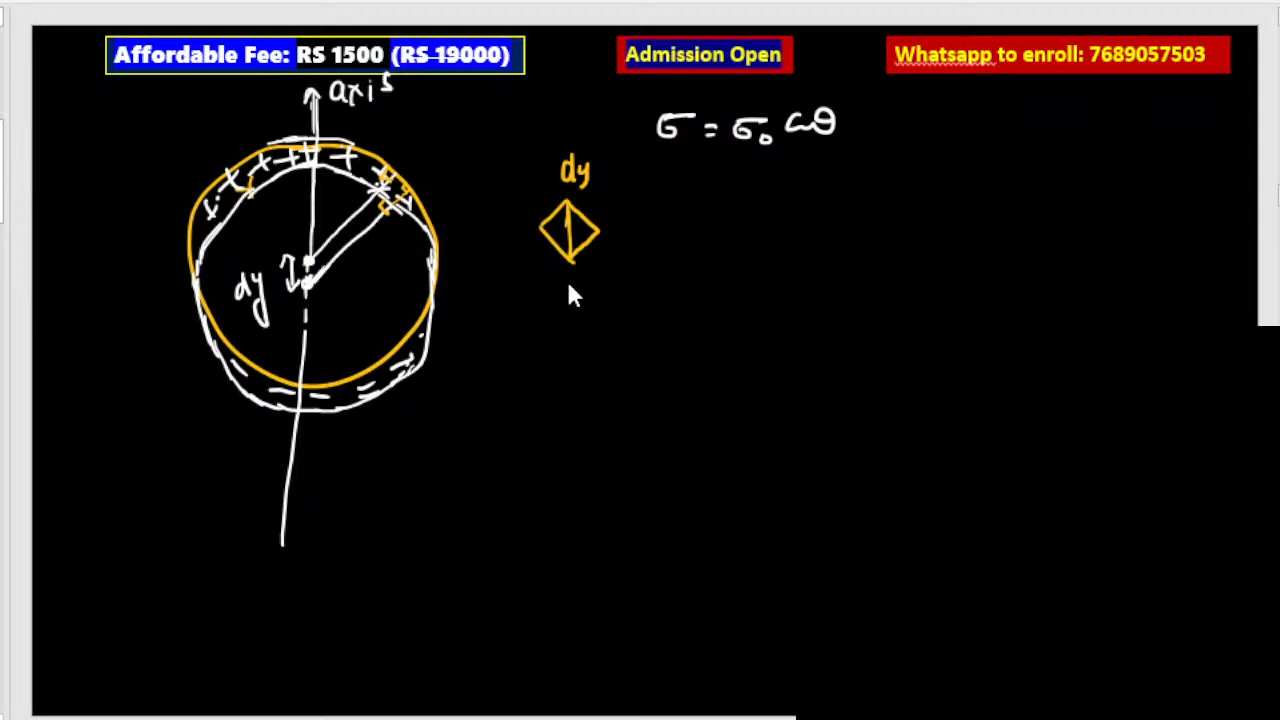 Affordable Fee: RS 1500 (RS 19000)
Admission Open
Whatsapp to enroll: 7689057503
axis
σ = σ₀ cosθ
dy
dy